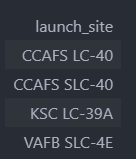 launch_site
CCAFS LC-40
CCAFS SLC-40
KSC LC-39A
VAFB SLC-4E